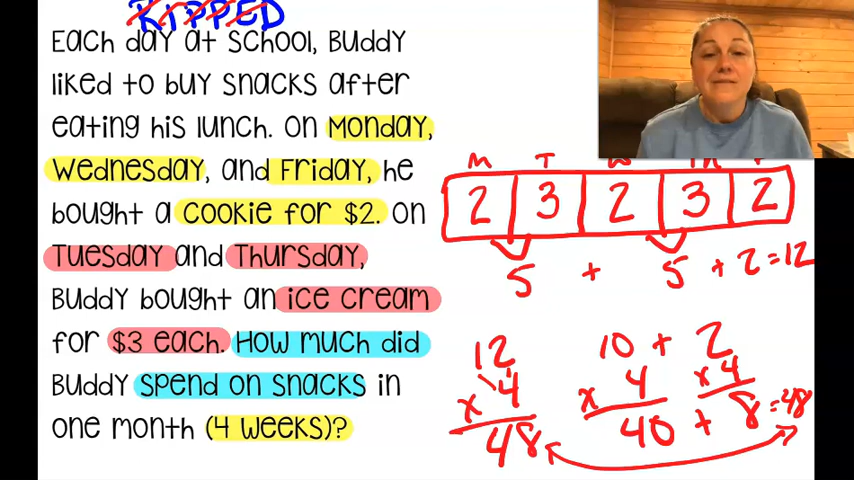 RIPPED
Each day at school, Buddy
liked to buy snacks after
eating his lunch. On Monday,
Wednesday, and Friday, he
bought a cookie for $2. On
Tuesday and Thursday,
Buddy bought an ice cream
for $3 each. How much did
Buddy spend on snacks in
one month (4 weeks)?
M T
2 3 2 3 2
5 + 5 + 2 = 12
12
x 4
48
10 + 2
x 4 x 4
40 + 8 = 48